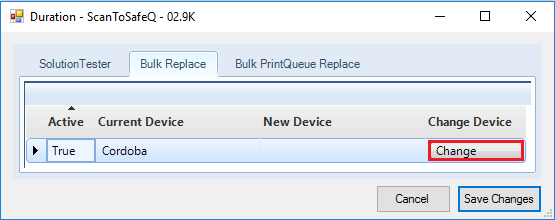 Duration - ScanToSafeQ - 02.9K
SolutionTester Bulk Replace Bulk PrintQueue Replace
Active Current Device New Device Change Device
True Cordoba Change
Cancel Save Changes